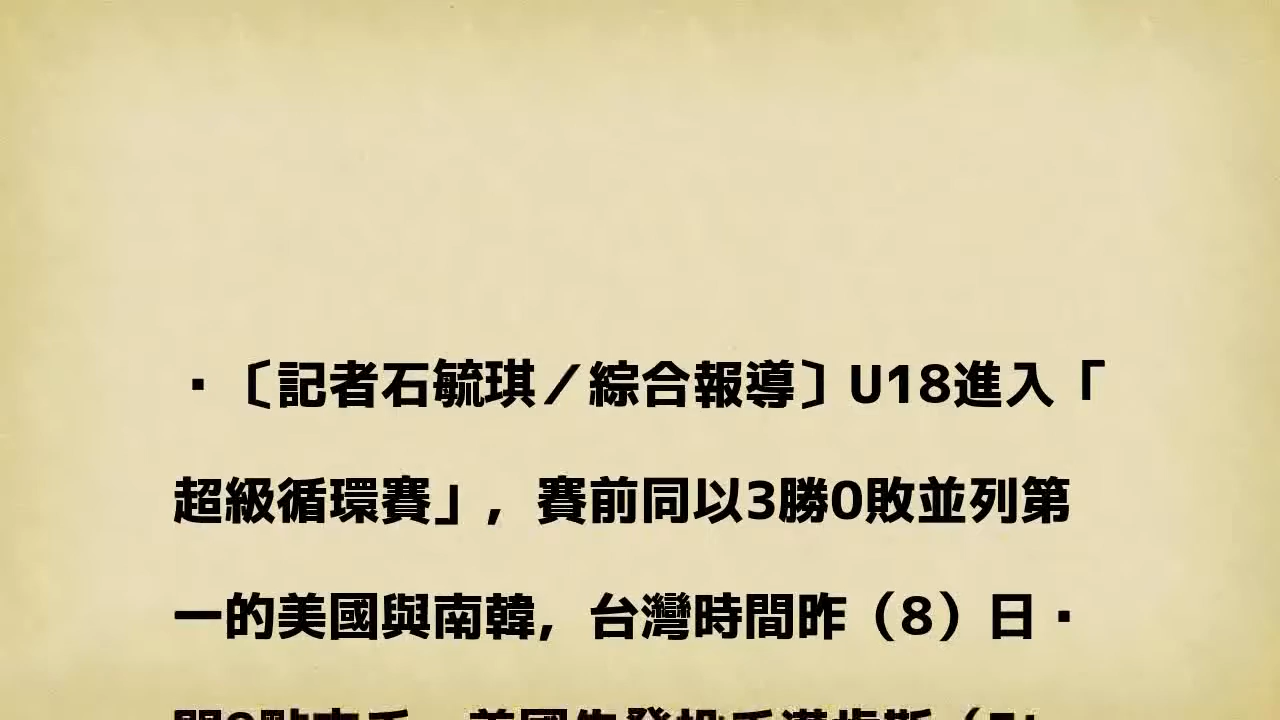 ▪〔記者石毓琪／綜合報導〕U18進入「
超級循環賽」，賽前同以3勝0敗並列第
一的美國與南韓，台灣時間昨（8）日▪